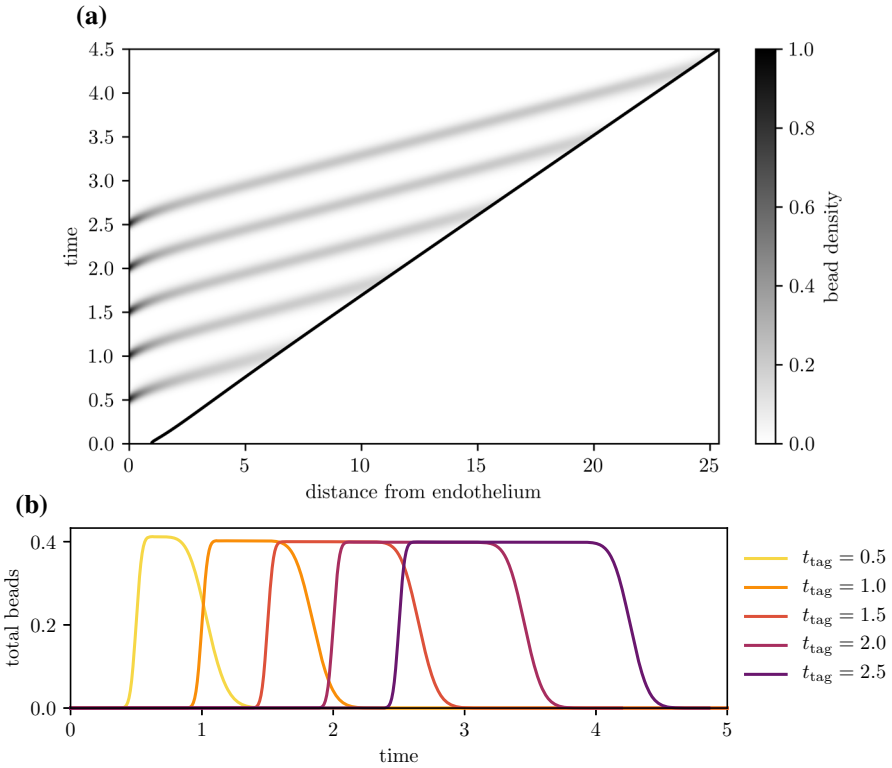 (a)
4.5
4.0
3.5
3.0
2.5
2.0
1.5
1.0
0.5
0.0
time
0 5 10 15 20 25
distance from endothelium
1.0
0.8
0.6
0.4
0.2
0.0
bead density
(b)
0.4
0.2
0.0
total beads
0 1 2 3 4 5
time
t_tag = 0.5
t_tag = 1.0
t_tag = 1.5
t_tag = 2.0
t_tag = 2.5